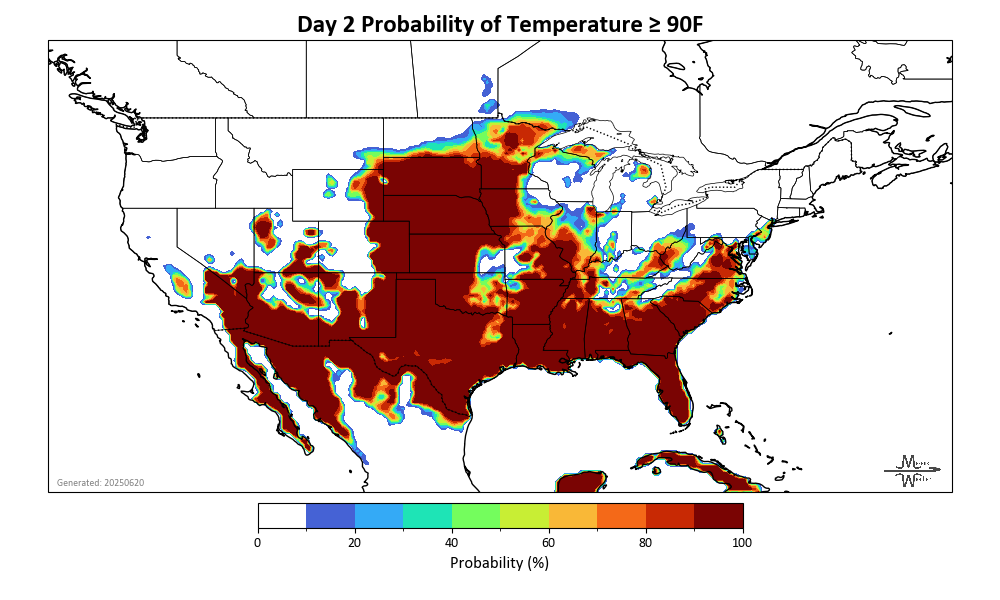 Day 2 Probability of Temperature ≥ 90F
Generated: 20250620
0 20 40 60 80 100
Probability (%)